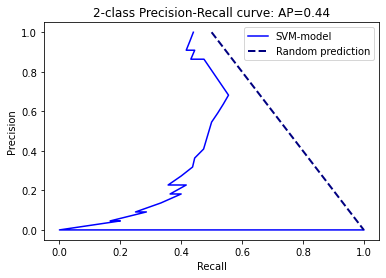 2-class Precision-Recall curve: AP=0.44
SVM-model
Random prediction
1.0
0.8
0.6
0.4
0.2
0.0
Precision
0.0 0.2 0.4 0.6 0.8 1.0
Recall